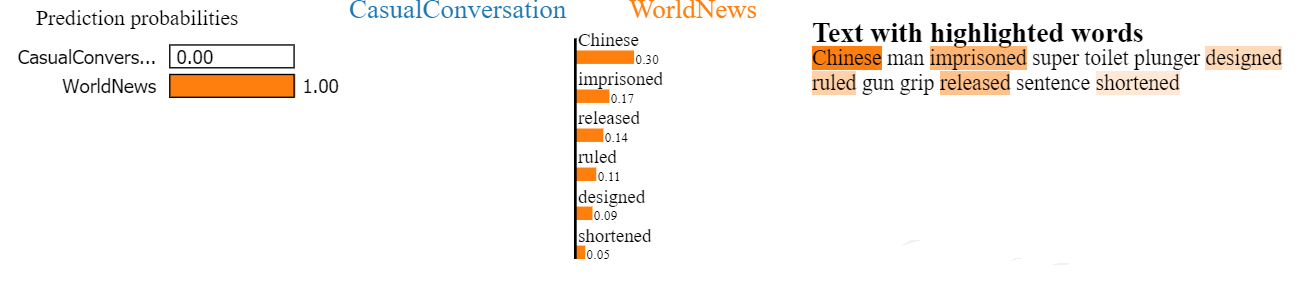 Prediction probabilities
CasualConvers... 0.00
WorldNews 1.00
CasualConversation WorldNews
Chinese
0.30
imprisoned
0.17
released
0.14
ruled
0.11
designed
0.09
shortened
0.05
Text with highlighted words
Chinese man imprisoned super toilet plunger designed
ruled gun grip released sentence shortened